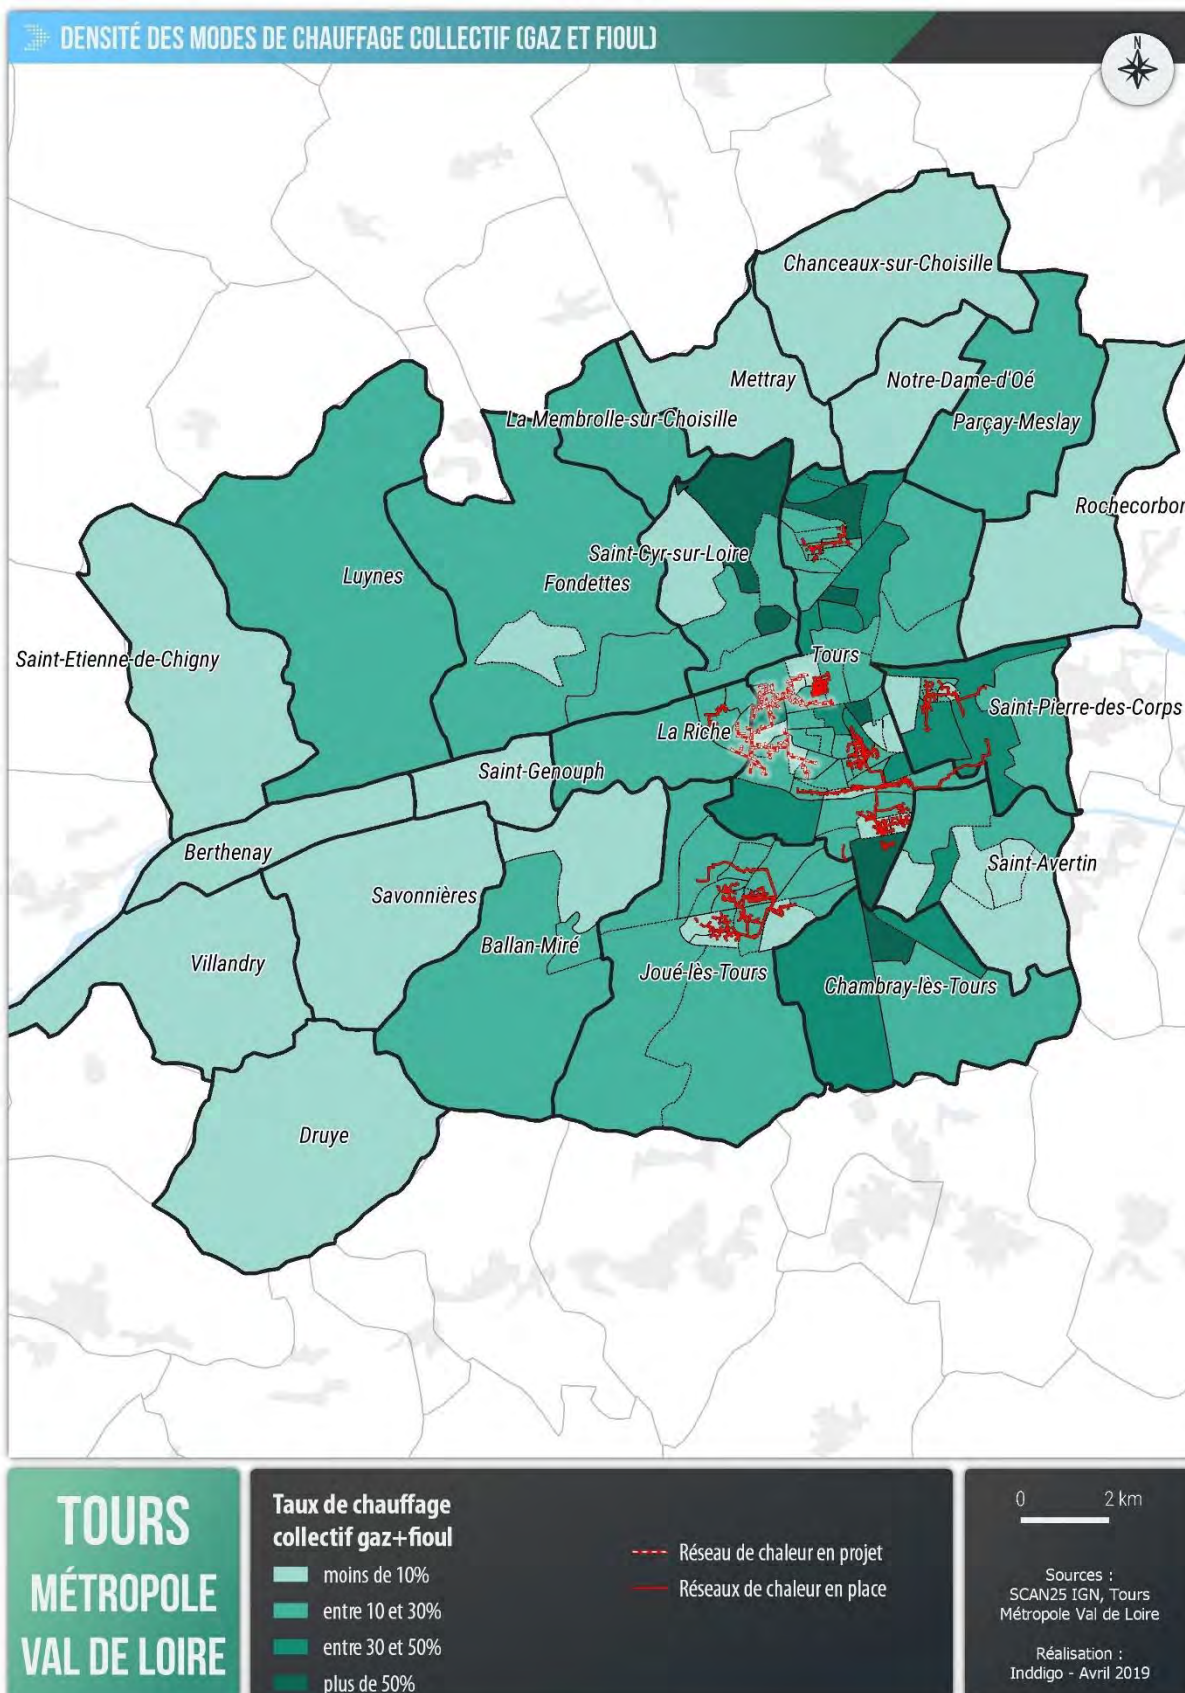 DENSITÉ DES MODES DE CHAUFFAGE COLLECTIF (GAZ ET FIOUL)
N
Chanceaux-sur-Choisille
Mettray
Notre-Dame-d'Oé
La Membrolle-sur-Choisille
Parçay-Meslay
Rochecorbon
Saint-Cyr-sur-Loire
Luynes
Fondettes
Saint-Etienne-de-Chigny
Tours
Saint-Pierre-des-Corps
La Riche
Saint-Genouph
Berthenay
Saint-Avertin
Savonnières
Ballan-Miré
Villandry
Joué-lès-Tours
Chambray-lès-Tours
Druye
TOURS
MÉTROPOLE
VAL DE LOIRE
Taux de chauffage
collectif gaz+fioul
moins de 10%
entre 10 et 30%
entre 30 et 50%
plus de 50%
Réseau de chaleur en projet
Réseaux de chaleur en place
0 2 km
Sources :
SCAN25 IGN, Tours
Métropole Val de Loire
Réalisation :
Inddigo - Avril 2019